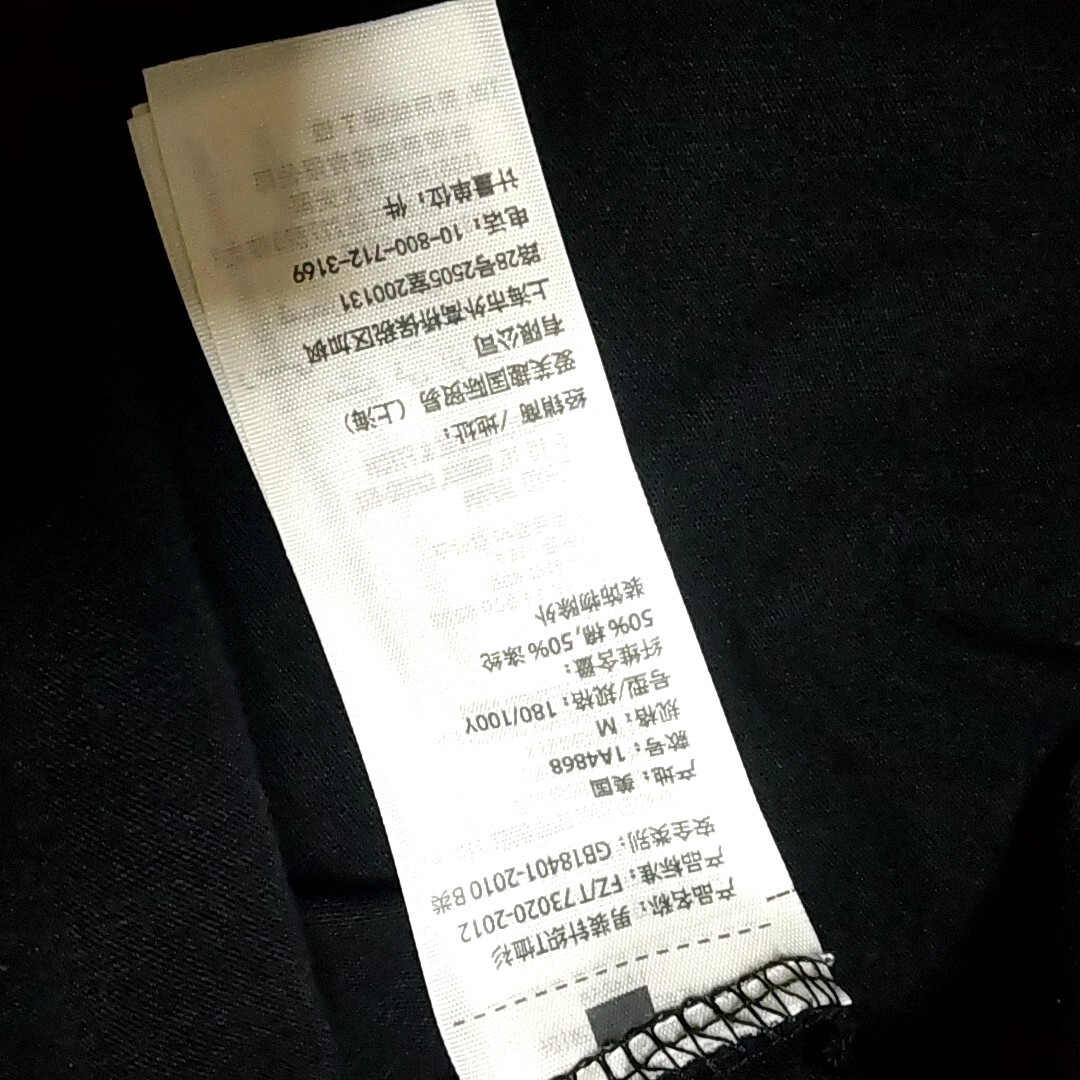 产品名称：男装针织T恤衫
产品标准：FZ/T 73020-2012
安全类别：GB18401-2010 B类
产地：美国
款号：1A4868
规格：M
号型/规格：180/100Y
纤维含量：
50% 棉,50% 涤纶
装饰物除外
经销商 / 地址：
爱芙趣国际贸易（上海）
有限公司
上海市外高桥保税区加枫
路28号2505室200131
电话：10-800-712-3169
计量单位：件